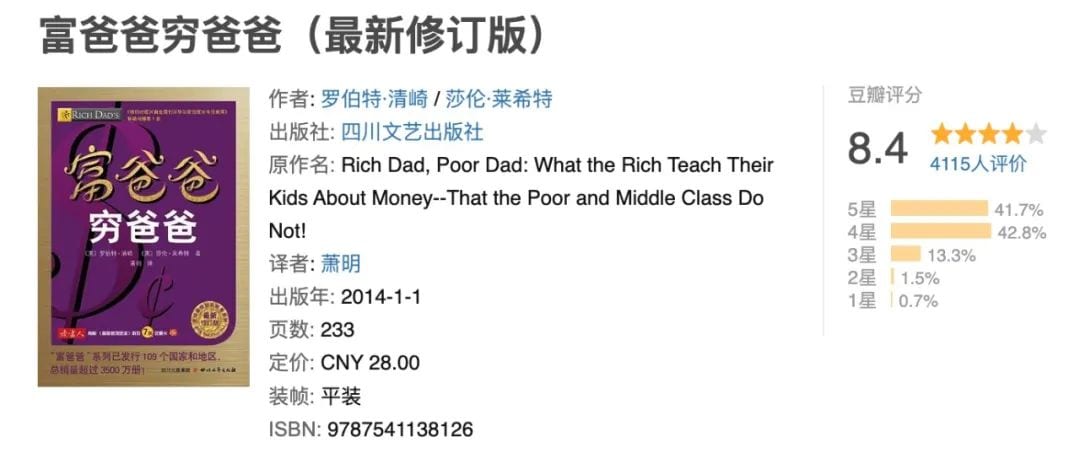 富爸爸穷爸爸（最新修订版）
RICH DAD'S
富爸爸
穷爸爸
读书人
"富爸爸"系列已发行109个国家和地区,
总销量超过3500万册!
作者: 罗伯特·清崎 / 莎伦·莱希特
出版社: 四川文艺出版社
原作名: Rich Dad, Poor Dad: What the Rich Teach Their
Kids About Money--That the Poor and Middle Class Do
Not!
译者: 萧明
出版年: 2014-1-1
页数: 233
定价: CNY 28.00
装帧: 平装
ISBN: 9787541138126
豆瓣评分
8.4
4115人评价
5星 41.7%
4星 42.8%
3星 13.3%
2星 1.5%
1星 0.7%